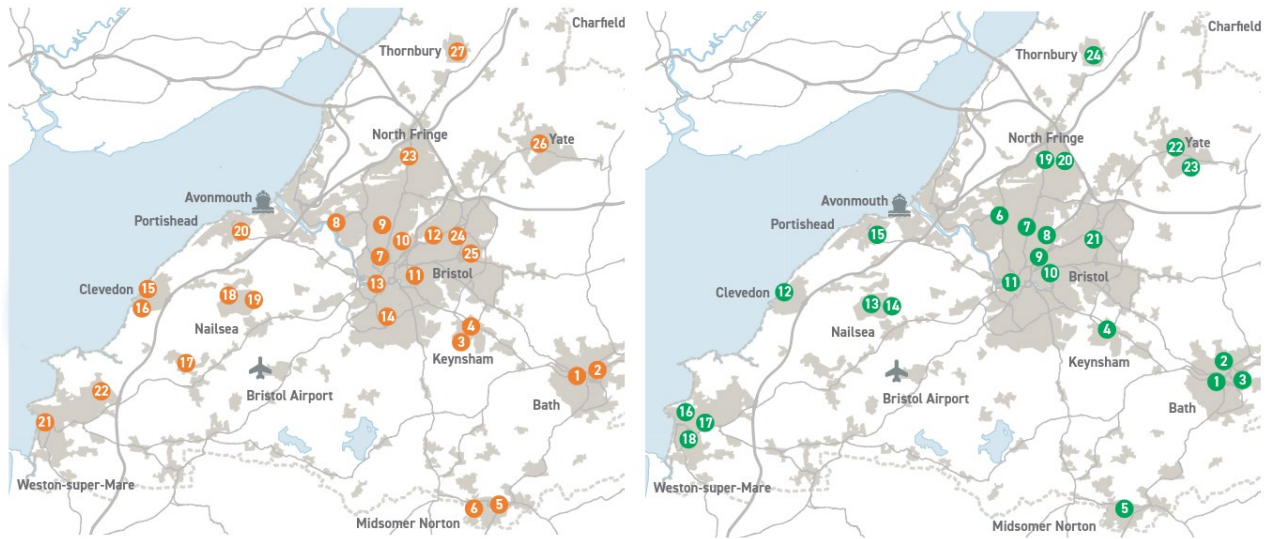 Charfield
Thornbury
27
North Fringe
23
26
Yate
Avonmouth
Portishead
20
8
9
10
12
24
7
25
11
Bristol
13
15
Clevedon
16
18
19
14
Nailsea
4
3
Keynsham
17
Bristol Airport
1
2
Bath
22
21
Weston-super-Mare
6
5
Midsomer Norton
Charfield
Thornbury
24
North Fringe
19
20
22
Yate
23
Avonmouth
Portishead
15
6
7
8
21
9
10
Bristol
11
Clevedon
12
13
14
Nailsea
4
Keynsham
Bristol Airport
2
1
3
Bath
16
17
18
Weston-super-Mare
5
Midsomer Norton